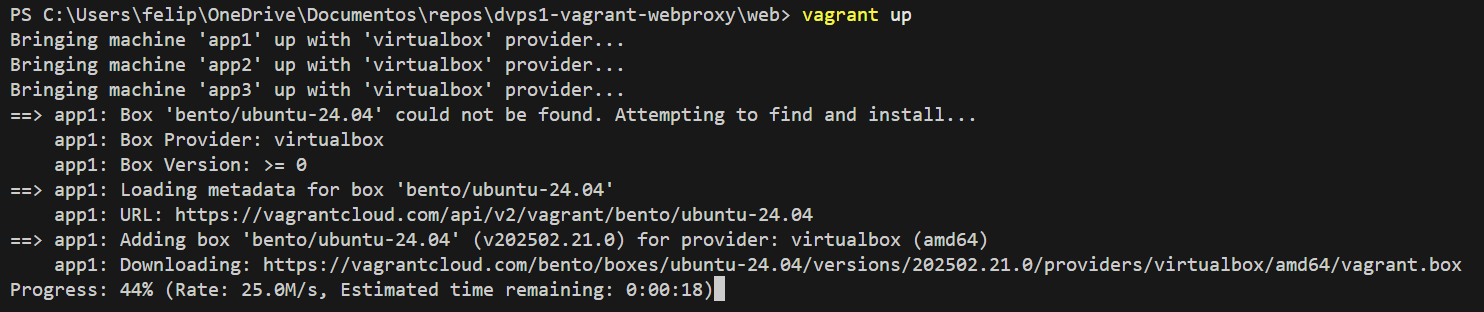 PS C:\Users\felip\OneDrive\Documentos\repos\dvps1-vagrant-webproxy\web> vagrant up
Bringing machine 'app1' up with 'virtualbox' provider...
Bringing machine 'app2' up with 'virtualbox' provider...
Bringing machine 'app3' up with 'virtualbox' provider...
==> app1: Box 'bento/ubuntu-24.04' could not be found. Attempting to find and install...
    app1: Box Provider: virtualbox
    app1: Box Version: >= 0
==> app1: Loading metadata for box 'bento/ubuntu-24.04'
    app1: URL: https://vagrantcloud.com/api/v2/vagrant/bento/ubuntu-24.04
==> app1: Adding box 'bento/ubuntu-24.04' (v202502.21.0) for provider: virtualbox (amd64)
    app1: Downloading: https://vagrantcloud.com/bento/boxes/ubuntu-24.04/versions/202502.21.0/providers/virtualbox/amd64/vagrant.box
Progress: 44% (Rate: 25.0M/s, Estimated time remaining: 0:00:18)